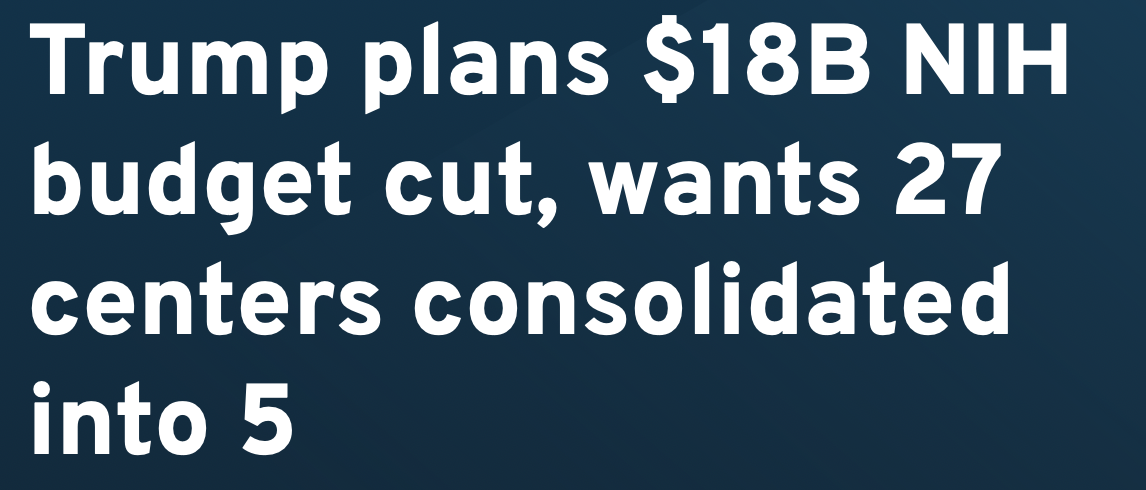 Trump plans $18B NIH
budget cut, wants 27
centers consolidated
into 5